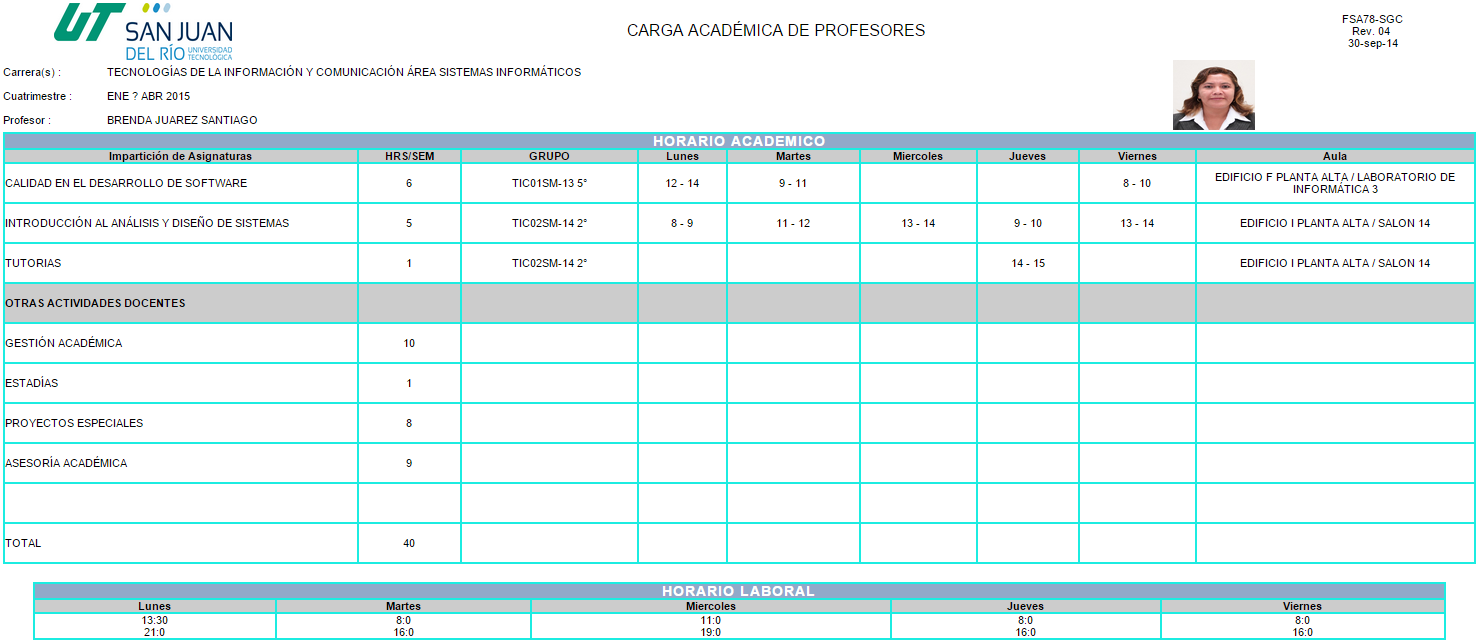 UT SAN JUAN
DEL RÍO UNIVERSIDAD TECNOLÓGICA
CARGA ACADÉMICA DE PROFESORES
FSA78-SGC
Rev. 04
30-sep-14
Carrera(s) : TECNOLOGÍAS DE LA INFORMACIÓN Y COMUNICACIÓN ÁREA SISTEMAS INFORMÁTICOS
Cuatrimestre : ENE ? ABR 2015
Profesor : BRENDA JUAREZ SANTIAGO
HORARIO ACADEMICO
Impartición de Asignaturas HRS/SEM GRUPO Lunes Martes Miercoles Jueves Viernes Aula
CALIDAD EN EL DESARROLLO DE SOFTWARE 6 TIC01SM-13 5° 12 - 14 9 - 11 8 - 10 EDIFICIO F PLANTA ALTA / LABORATORIO DE
INFORMÁTICA 3
INTRODUCCIÓN AL ANÁLISIS Y DISEÑO DE SISTEMAS 5 TIC02SM-14 2° 8 - 9 11 - 12 13 - 14 9 - 10 13 - 14 EDIFICIO I PLANTA ALTA / SALON 14
TUTORIAS 1 TIC02SM-14 2° 14 - 15 EDIFICIO I PLANTA ALTA / SALON 14
OTRAS ACTIVIDADES DOCENTES
GESTIÓN ACADÉMICA 10
ESTADÍAS 1
PROYECTOS ESPECIALES 8
ASESORÍA ACADÉMICA 9
TOTAL 40
HORARIO LABORAL
Lunes Martes Miercoles Jueves Viernes
13:30 8:0 11:0 8:0 8:0
21:0 16:0 19:0 16:0 16:0